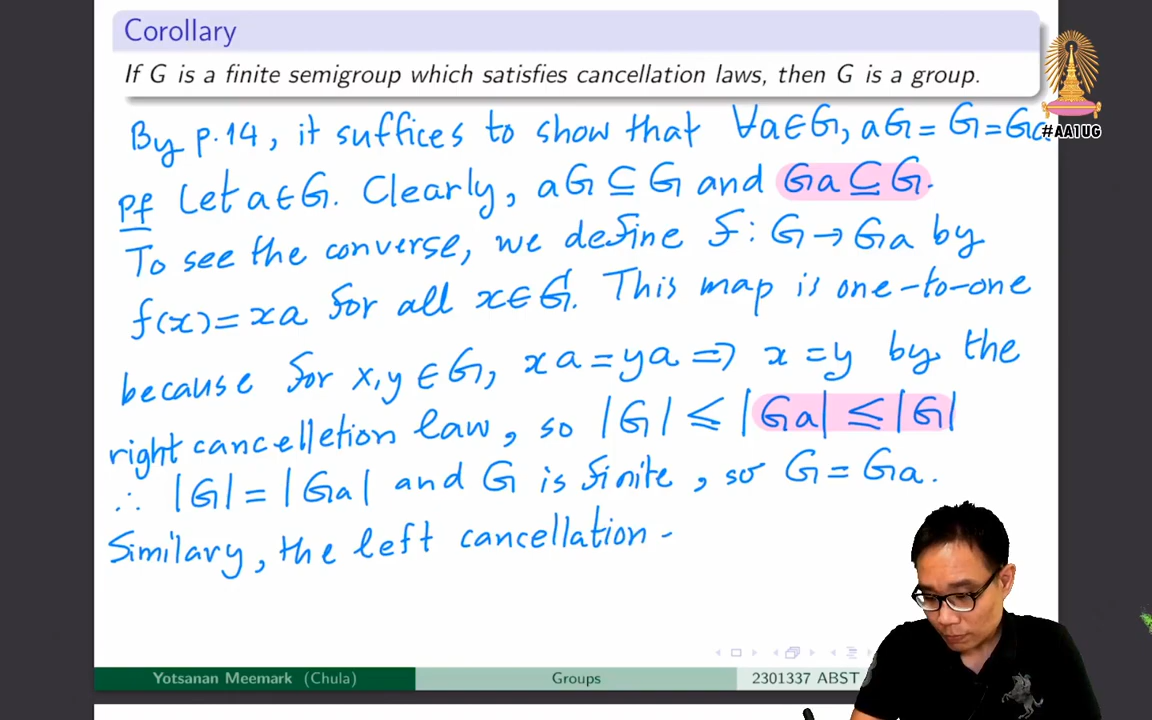 Corollary
If G is a finite semigroup which satisfies cancellation laws, then G is a group.
By p.14, it suffices to show that ∀a∈G, aG = G = Ga
#AA1UG
Pf Let a∈G. Clearly, aG ⊆ G and Ga ⊆ G.
To see the converse, we define f : G → Ga by
f(x) = xa for all x∈G. This map is one-to-one
because for x,y ∈ G, xa = ya ⇒ x = y by the
right cancelletion law, so |G| ≤ |Ga| ≤ |G|
∴ |G| = |Ga| and G is finite, so G = Ga.
Similary, the left cancellation -
Yotsanan Meemark (Chula) Groups 2301337 ABST